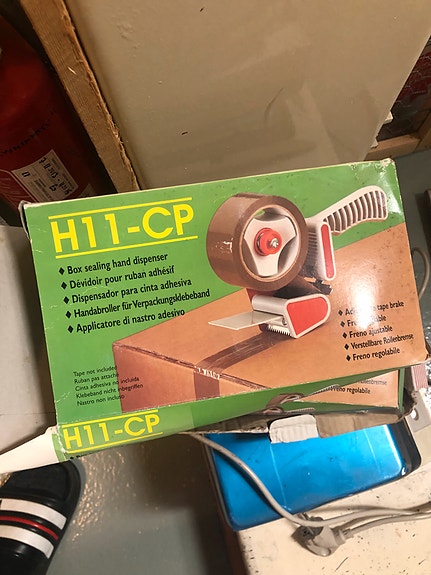 H11-CP
♦ Box sealing hand dispenser
♦ Dévidoir pour ruban adhésif
♦ Dispensador para cinta adhesiva
♦ Handabroller für Verpackungsklebeband
♦ Applicatore di nastro adesivo
tape brake
♦ Freno ajustable
♦ Verstellbare Rollenbremse
♦ Freno regolabile
Tape not included
Ruban pas attaché
Cinta adhesiva no incluida
Klebeband nicht inbegriffen
Nastro non incluso
H11-CP
regolabile